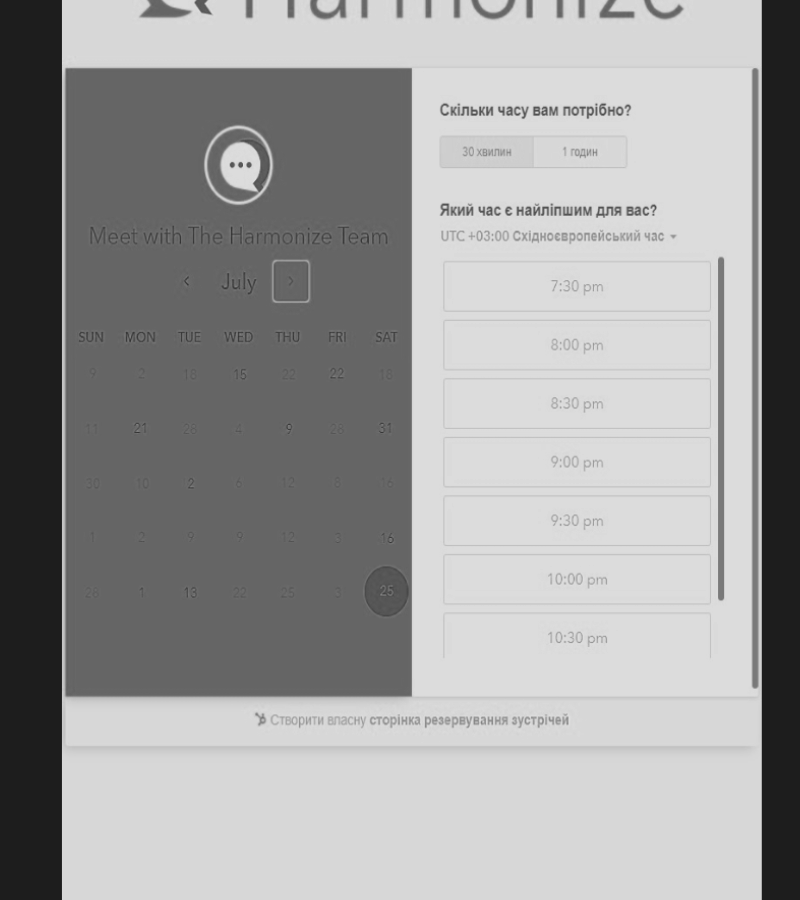 Harmonize
Meet with The Harmonize Team
July
SUN MON TUE WED THU FRI SAT
9 2 18 15 22 22 18
11 21 26 4 9 28 31
30 10 2 6 12 8 16
1 2 9 9 12 3 16
26 1 13 22 25 3 25
Скільки часу вам потрібно?
30 хвилин 1 годин
Який час є найліпшим для вас?
UTC +03:00 Східноєвропейський час
7:30 pm
8:00 pm
8:30 pm
9:00 pm
9:30 pm
10:00 pm
10:30 pm
Створити власну сторінка резервування зустрічей